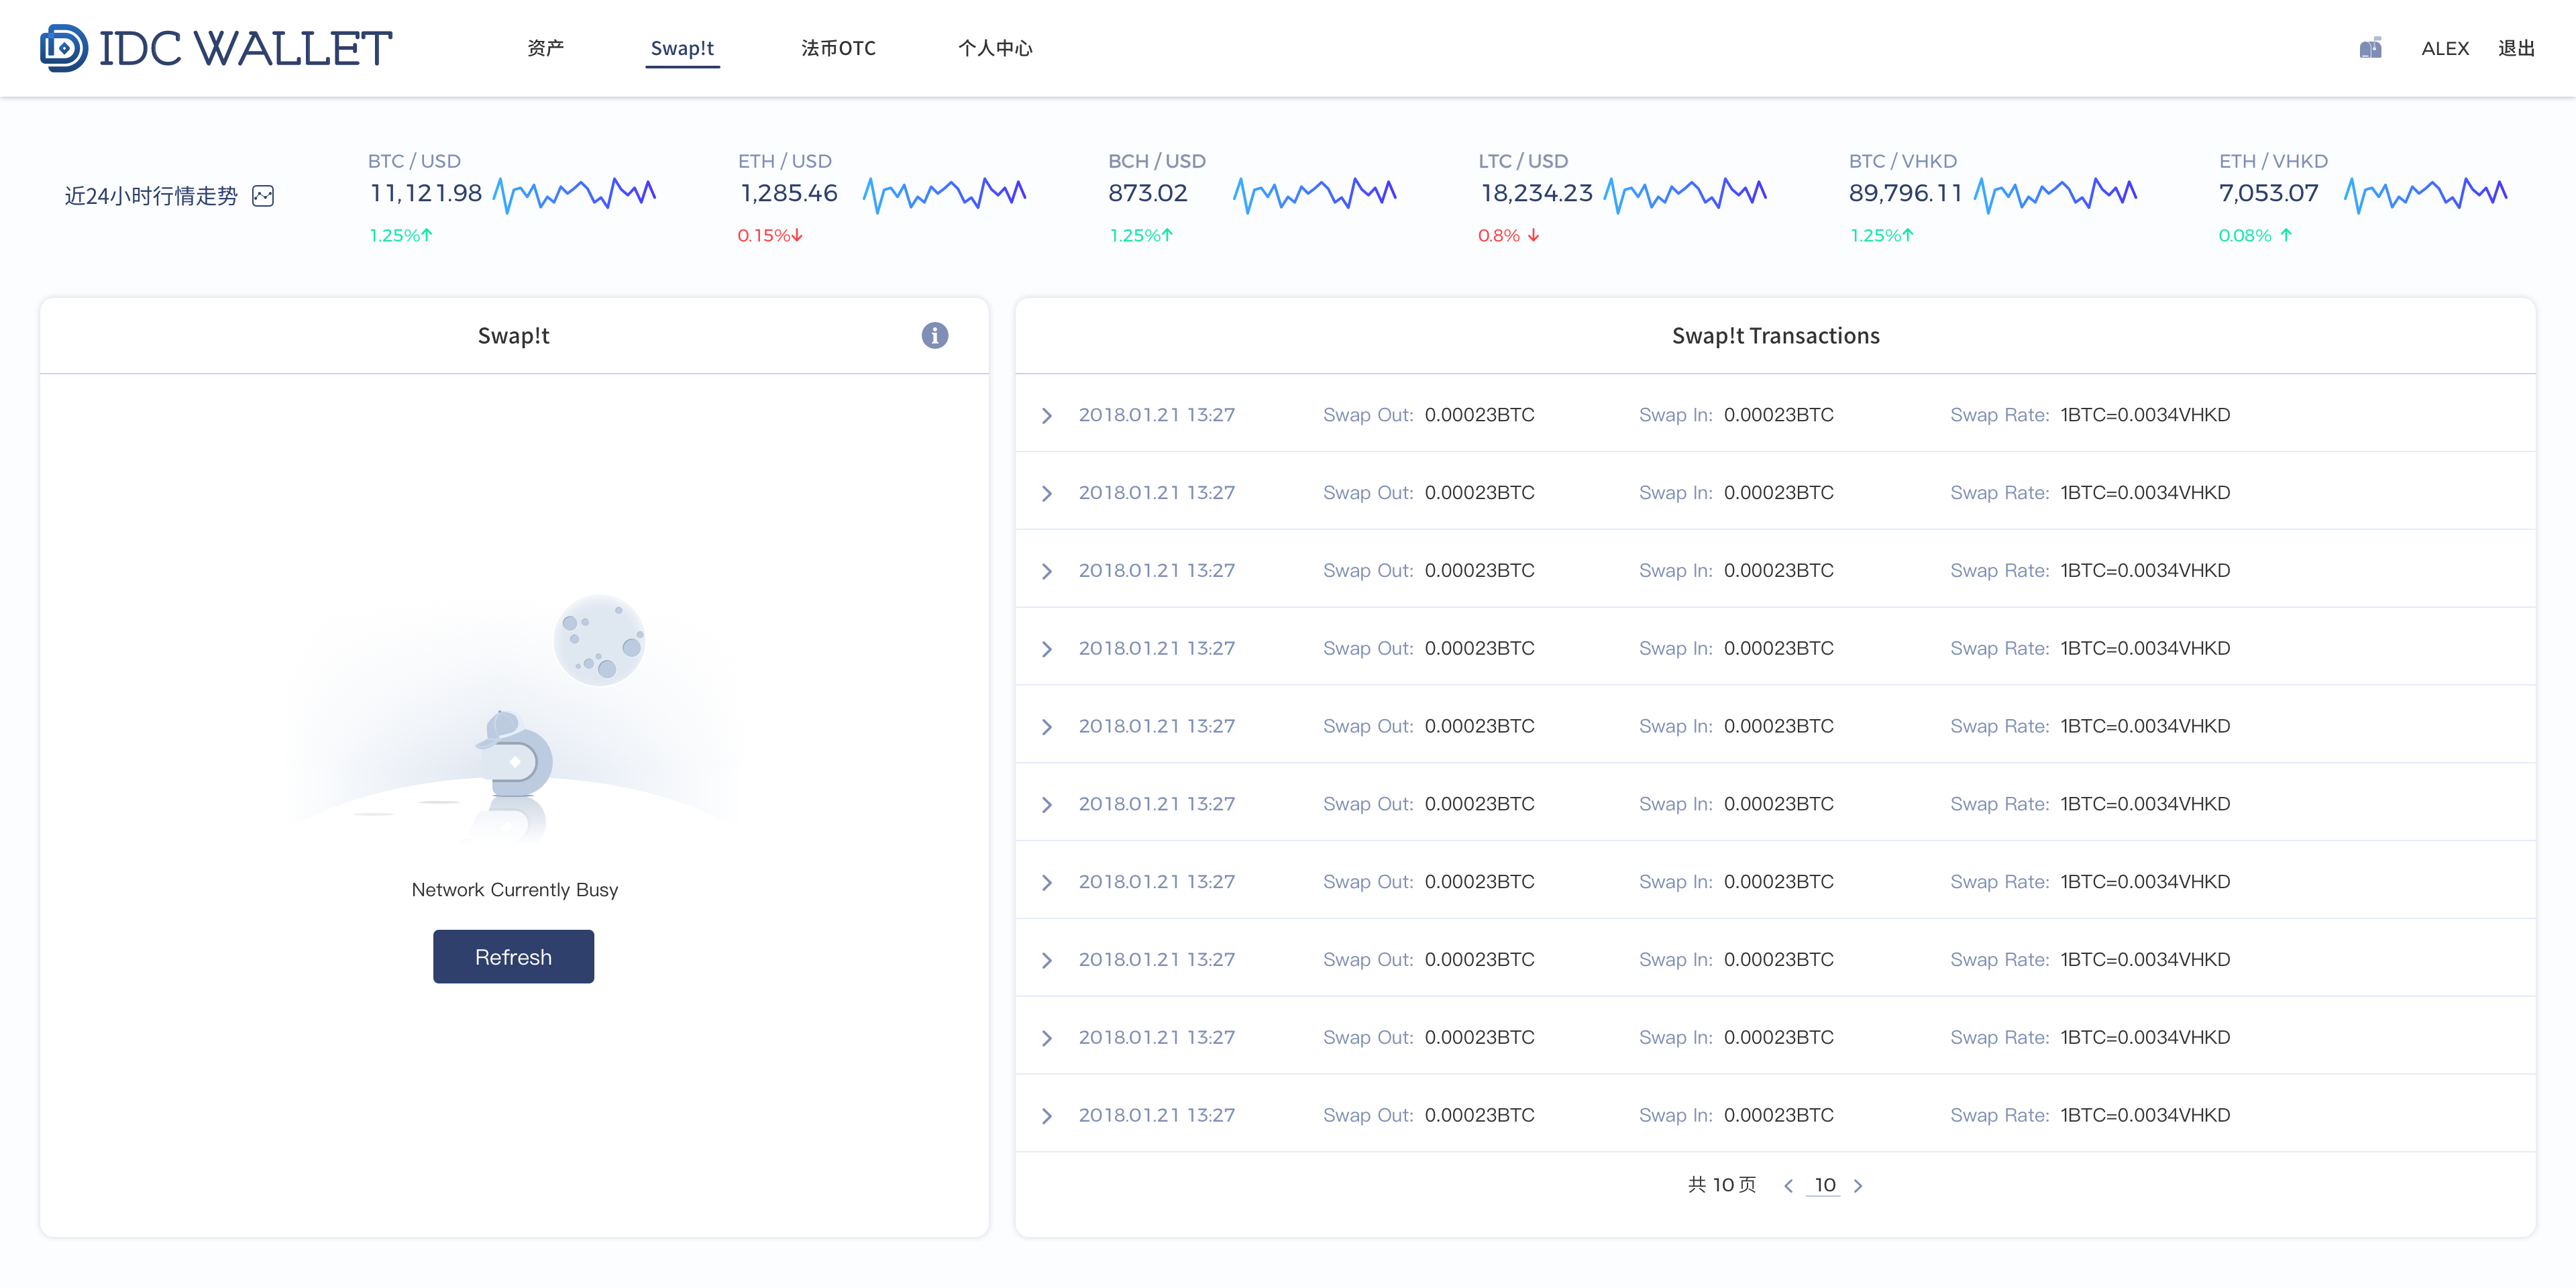 IDC WALLET 资产 Swap!t 法币OTC 个人中心 ALEX 退出
近24小时行情走势
BTC / USD
11,121.98
1.25%↑
ETH / USD
1,285.46
0.15%↓
BCH / USD
873.02
1.25%↑
LTC / USD
18,234.23
0.8% ↓
BTC / VHKD
89,796.11
1.25%↑
ETH / VHKD
7,053.07
0.08% ↑
Swap!t
Network Currently Busy
Refresh
Swap!t Transactions
2018.01.21 13:27 Swap Out: 0.00023BTC Swap In: 0.00023BTC Swap Rate: 1BTC=0.0034VHKD
2018.01.21 13:27 Swap Out: 0.00023BTC Swap In: 0.00023BTC Swap Rate: 1BTC=0.0034VHKD
2018.01.21 13:27 Swap Out: 0.00023BTC Swap In: 0.00023BTC Swap Rate: 1BTC=0.0034VHKD
2018.01.21 13:27 Swap Out: 0.00023BTC Swap In: 0.00023BTC Swap Rate: 1BTC=0.0034VHKD
2018.01.21 13:27 Swap Out: 0.00023BTC Swap In: 0.00023BTC Swap Rate: 1BTC=0.0034VHKD
2018.01.21 13:27 Swap Out: 0.00023BTC Swap In: 0.00023BTC Swap Rate: 1BTC=0.0034VHKD
2018.01.21 13:27 Swap Out: 0.00023BTC Swap In: 0.00023BTC Swap Rate: 1BTC=0.0034VHKD
2018.01.21 13:27 Swap Out: 0.00023BTC Swap In: 0.00023BTC Swap Rate: 1BTC=0.0034VHKD
2018.01.21 13:27 Swap Out: 0.00023BTC Swap In: 0.00023BTC Swap Rate: 1BTC=0.0034VHKD
2018.01.21 13:27 Swap Out: 0.00023BTC Swap In: 0.00023BTC Swap Rate: 1BTC=0.0034VHKD
共 10 页 < 10 >